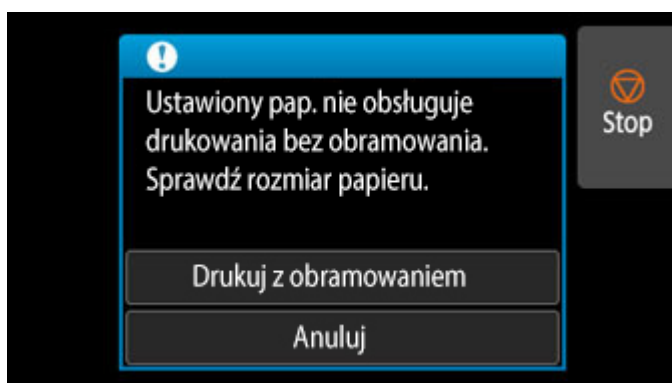 Ustawiony pap. nie obsługuje
drukowania bez obramowania.
Sprawdź rozmiar papieru.
Stop
Drukuj z obramowaniem
Anuluj